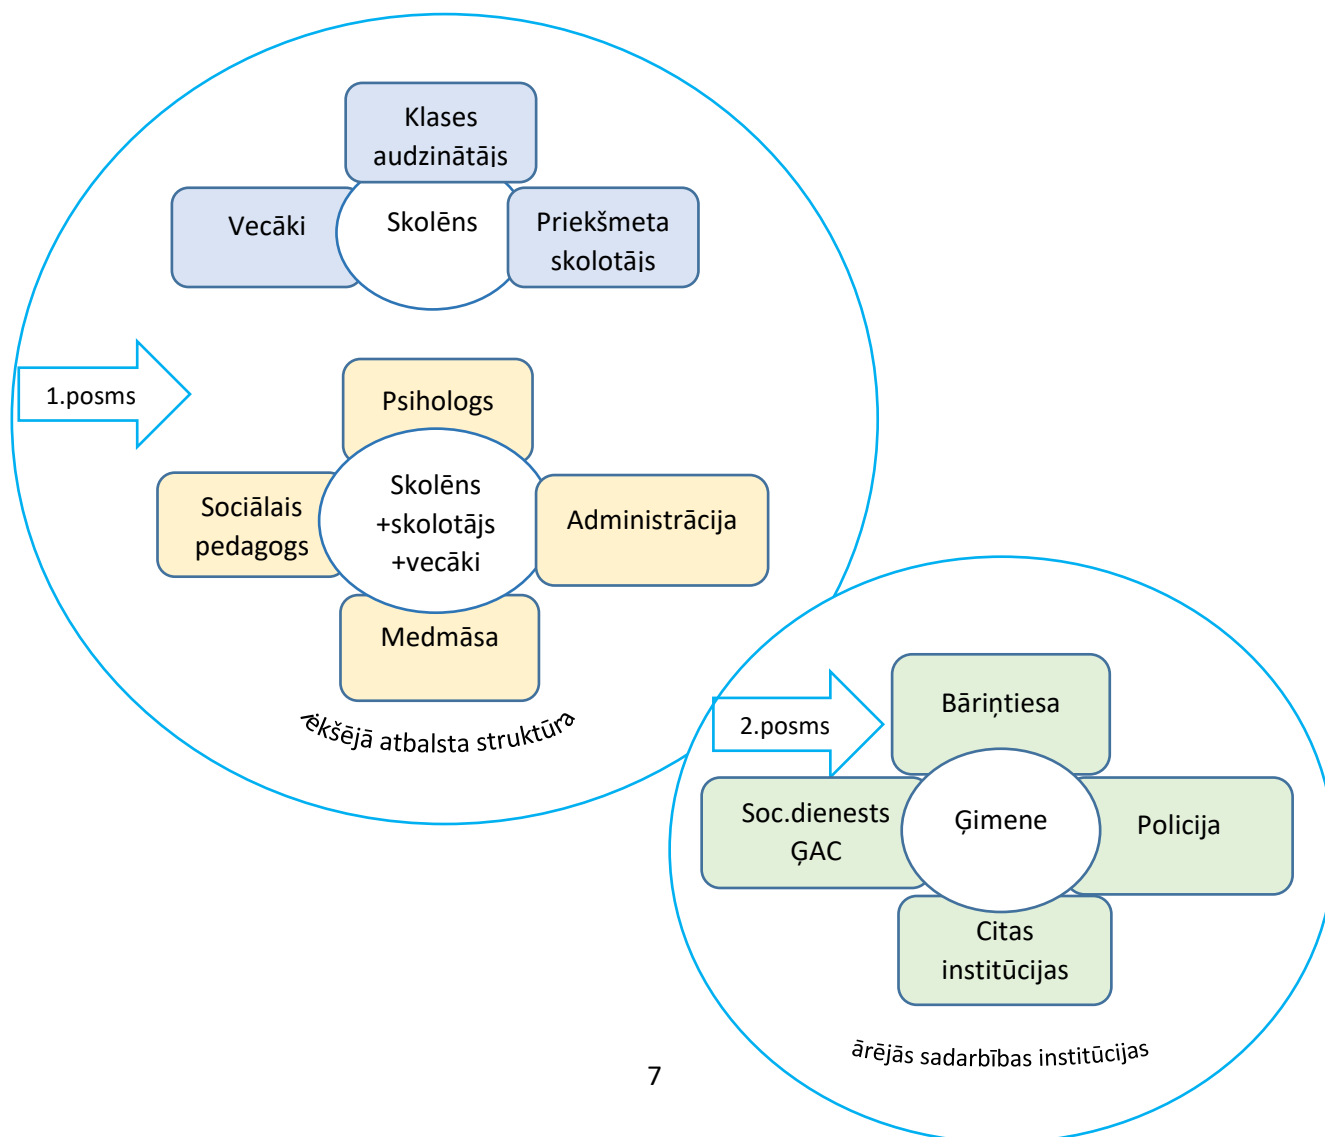 Klases
audzinātājs
Vecāki
Skolēns
Priekšmeta
skolotājs
1.posms
Psihologs
Sociālais
pedagogs
Skolēns
+skolotājs
+vecāki
Administrācija
Medmāsa
atbalsta struktūra
2.posms
Bāriņtiesa
Soc.dienests
ĢAC
Ģimene
Policija
Citas
institūcijas
ārējās sadarbības institūcijas
7